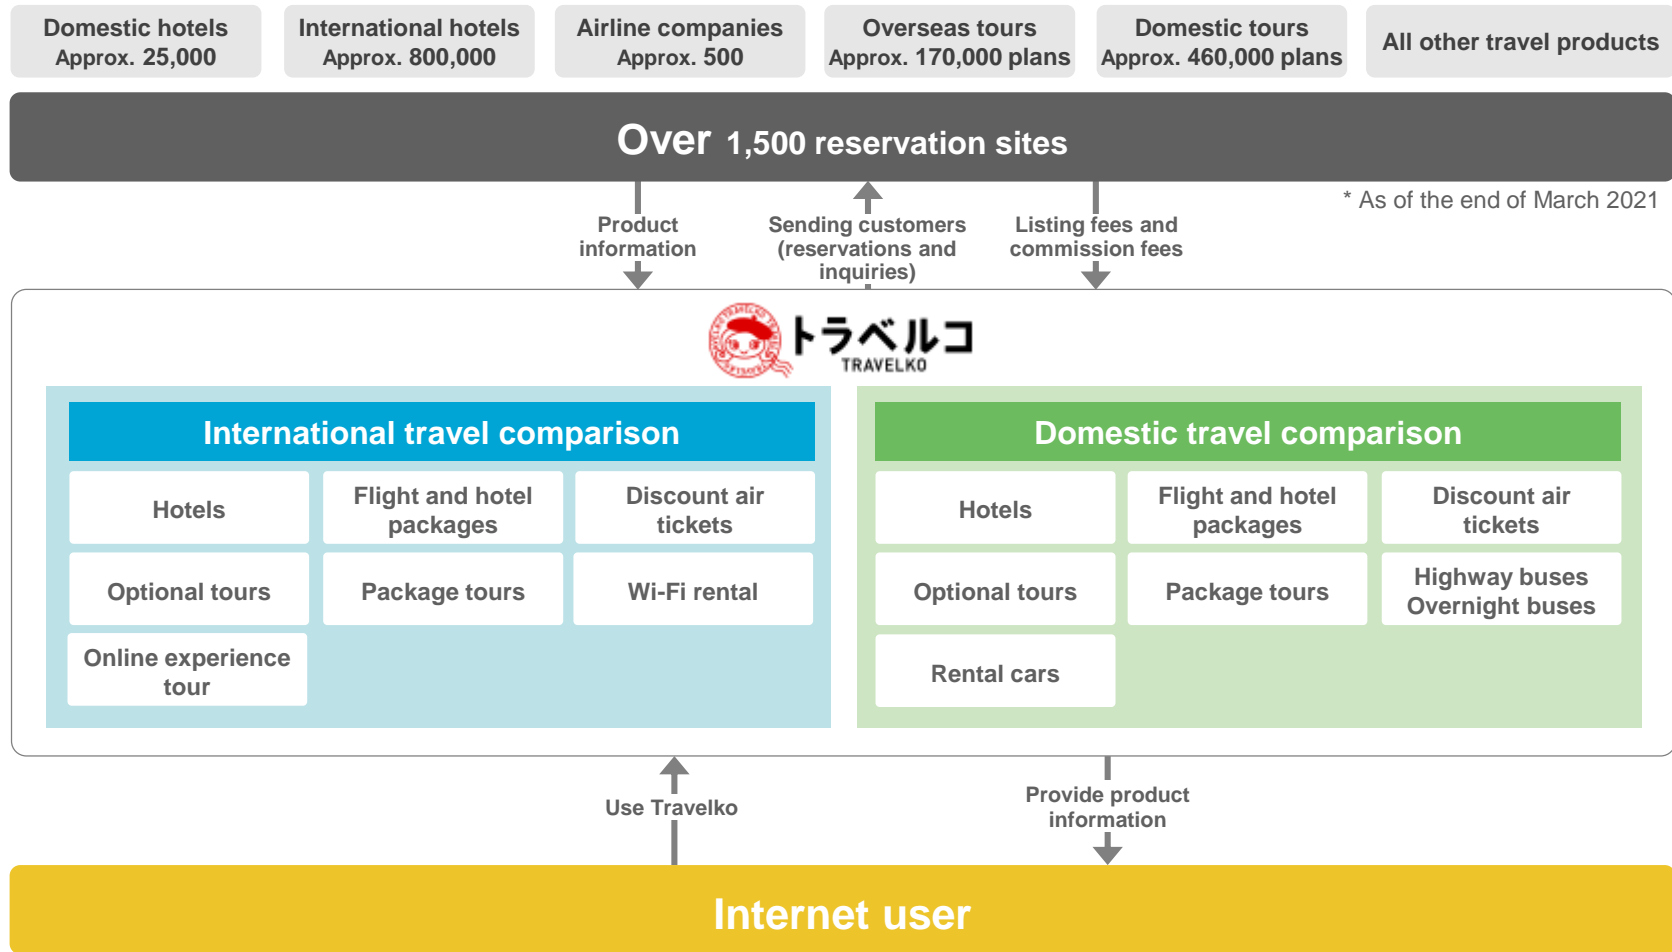 Domestic hotels
Approx. 25,000
International hotels
Approx. 800,000
Airline companies
Approx. 500
Overseas tours
Approx. 170,000 plans
Domestic tours
Approx. 460,000 plans
All other travel products
Over 1,500 reservation sites
* As of the end of March 2021
Product
information
Sending customers
(reservations and
inquiries)
Listing fees and
commission fees
トラベルコ
TRAVELKO
International travel comparison
Hotels
Flight and hotel
packages
Discount air
tickets
Optional tours
Package tours
Wi-Fi rental
Online experience
tour
Domestic travel comparison
Hotels
Flight and hotel
packages
Discount air
tickets
Optional tours
Package tours
Highway buses
Overnight buses
Rental cars
Use Travelko
Provide product
information
Internet user